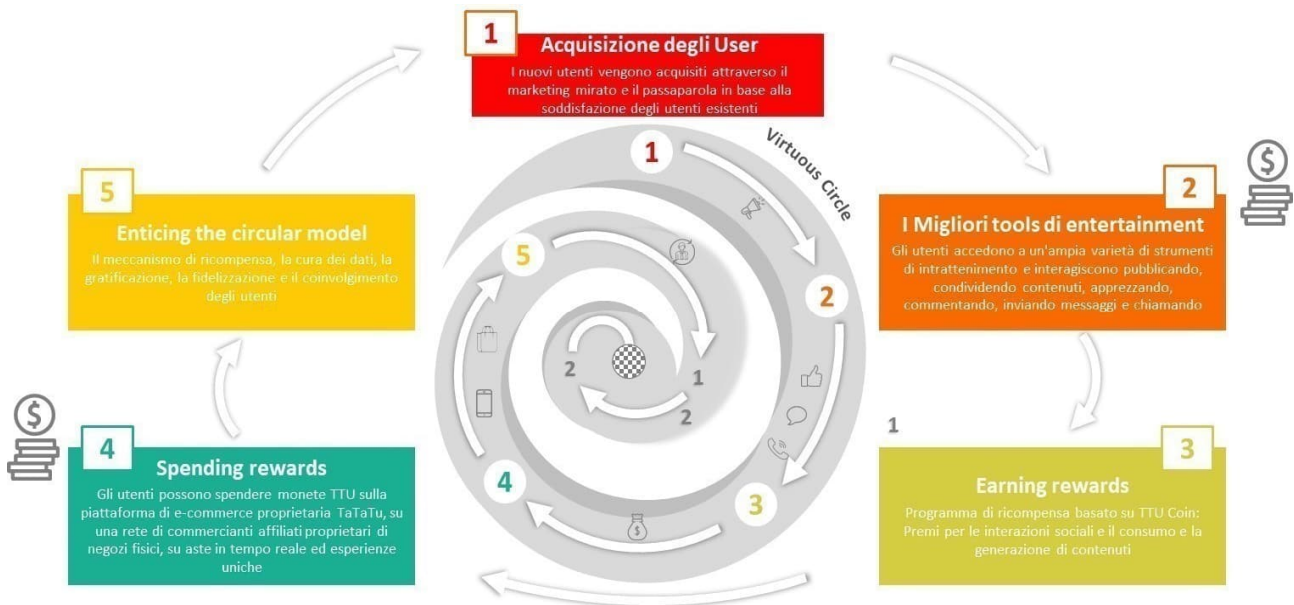 1
Acquisizione degli User
I nuovi utenti vengono acquisiti attraverso il
marketing mirato e il passaparola in base alla
soddisfazione degli utenti esistenti
Virtuous Circle
1
5
Enticing the circular model
Il meccanismo di ricompensa, la cura dei dati, la
gratificazione, la fidelizzazione e il coinvolgimento
degli utenti
2
I Migliori tools di entertainment
Gli utenti accedono a un'ampia varietà di strumenti
di intrattenimento e interagiscono pubblicando,
condividendo contenuti, apprezzando,
commentando, inviando messaggi e chiamando
5
2
2
1
2
4
3
$
$
$
4
Spending rewards
Gli utenti possono spendere monete TTU sulla
piattaforma di e-commerce proprietaria TaTaTu, su
una rete di commercianti affiliati proprietari di
negozi fisici, su aste in tempo reale ed esperienze
uniche
1
3
Earning rewards
Programma di ricompensa basato su TTU Coin:
Premi per le interazioni sociali e il consumo e la
generazione di contenuti